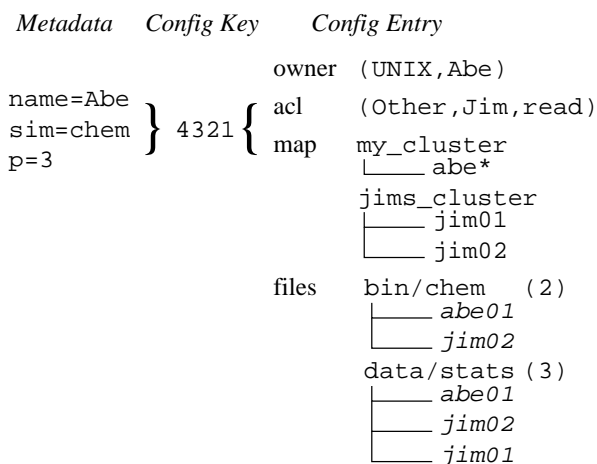 Metadata Config Key Config Entry
owner (UNIX,Abe)
name=Abe
sim=chem
p=3
} 4321 {
acl (Other,Jim,read)
map my_cluster
abe*
jims_cluster
jim01
jim02
files bin/chem (2)
abe01
jim02
data/stats (3)
abe01
jim02
jim01